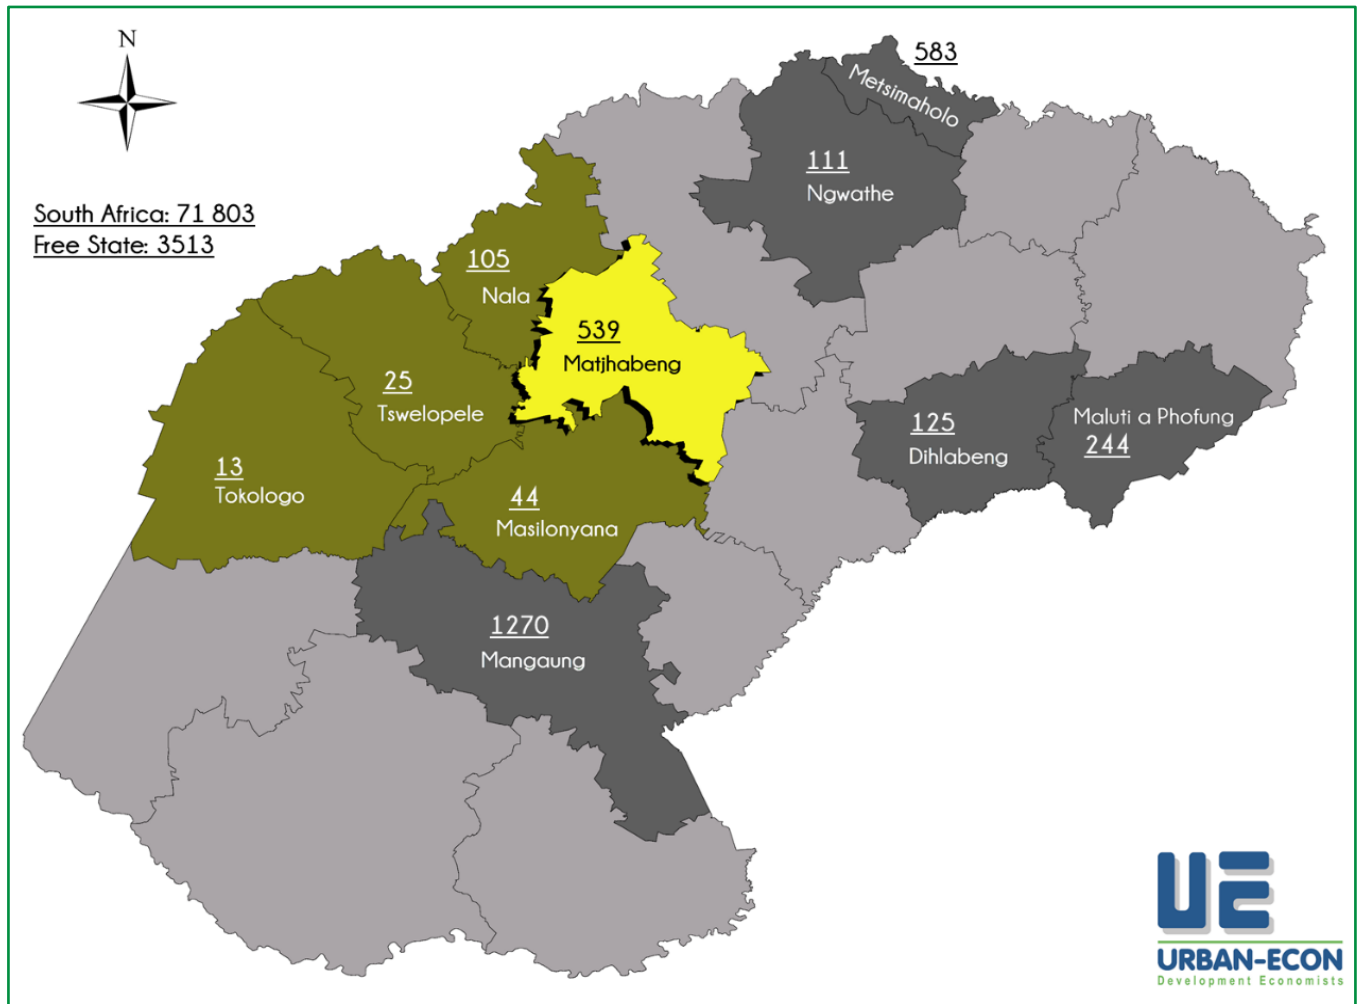 N
583
Metsimaholo
111
Ngwathe
South Africa: 71 803
Free State: 3513
105
Nala
539
Matjhabeng
25
Tswelopele
125
Dihlabeng
Maluti a Phofung
244
13
Tokologo
44
Masilonyana
1270
Mangaung
UE
URBAN-ECON
Development Economists